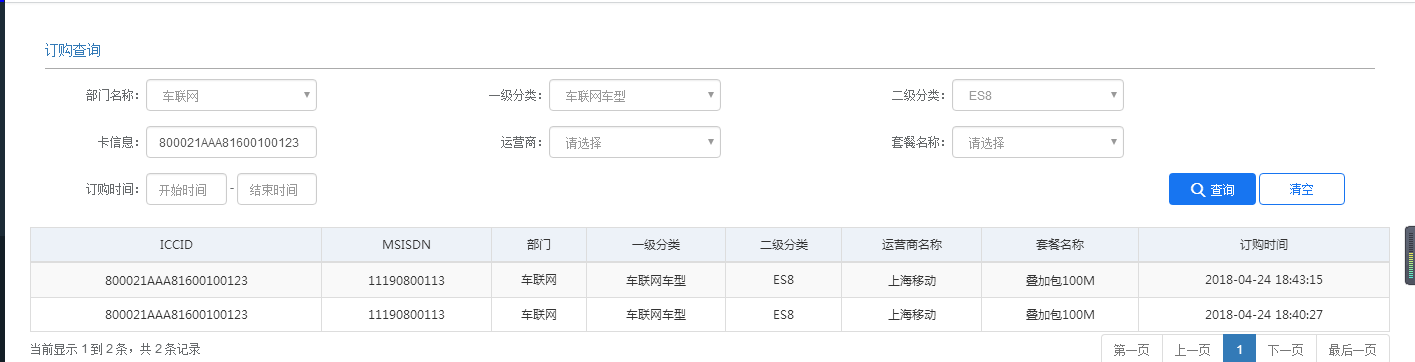 订购查询
部门名称: 车联网 一级分类: 车联网车型 二级分类: ES8
卡信息: 800021AAA81600100123 运营商: 请选择 套餐名称: 请选择
订购时间: 开始时间 - 结束时间 查询 清空
ICCID MSISDN 部门 一级分类 二级分类 运营商名称 套餐名称 订购时间
800021AAA81600100123 11190800113 车联网 车联网车型 ES8 上海移动 叠加包100M 2018-04-24 18:43:15
800021AAA81600100123 11190800113 车联网 车联网车型 ES8 上海移动 叠加包100M 2018-04-24 18:40:27
当前显示 1 到 2 条，共 2 条记录 第一页 上一页 1 下一页 最后一页